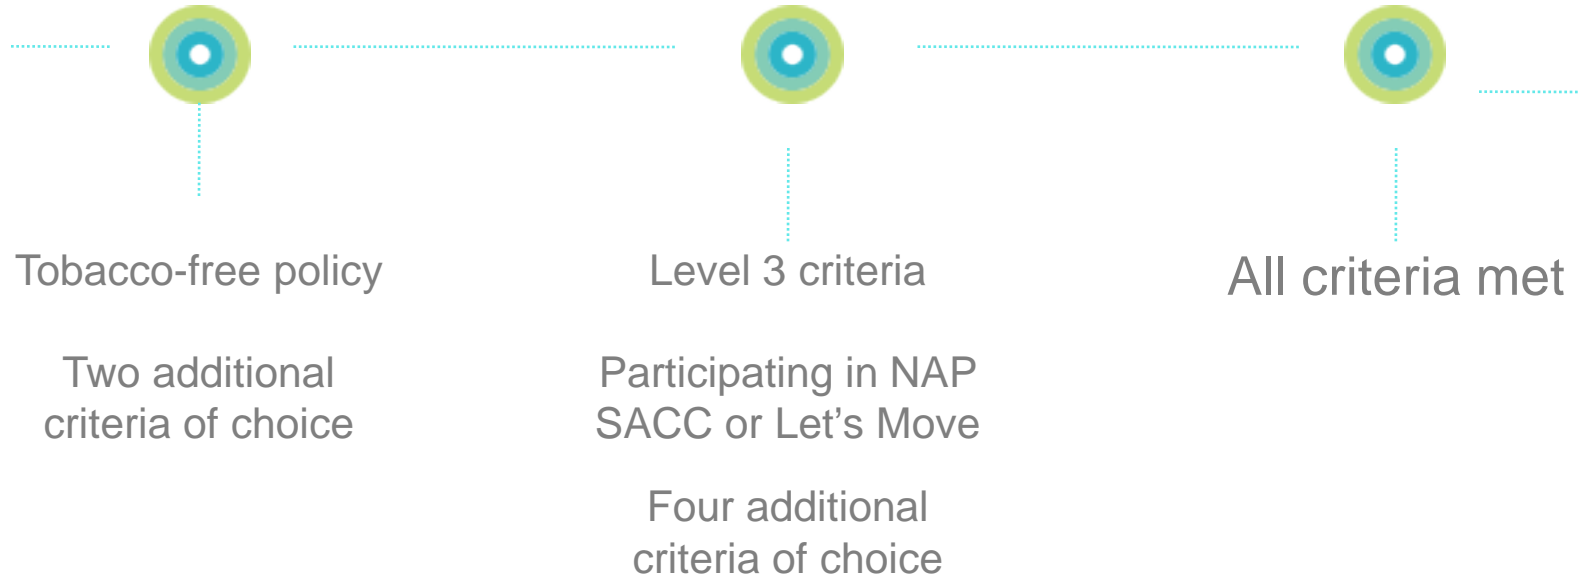 Tobacco-free policy
Two additional
criteria of choice
Level 3 criteria
Participating in NAP
SACC or Let’s Move
Four additional
criteria of choice
All criteria met